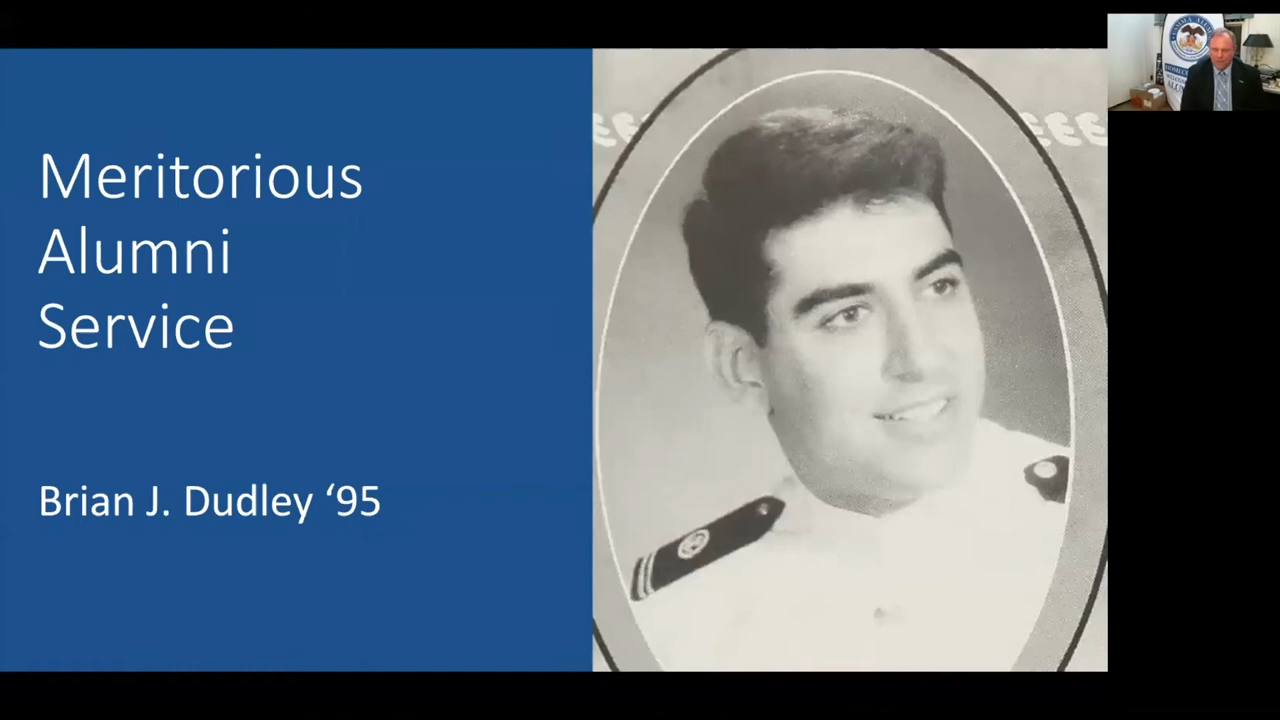 Meritorious
Alumni
Service
Brian J. Dudley ‘95